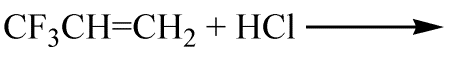 CF₃CH=CH₂ + HCl ⟶